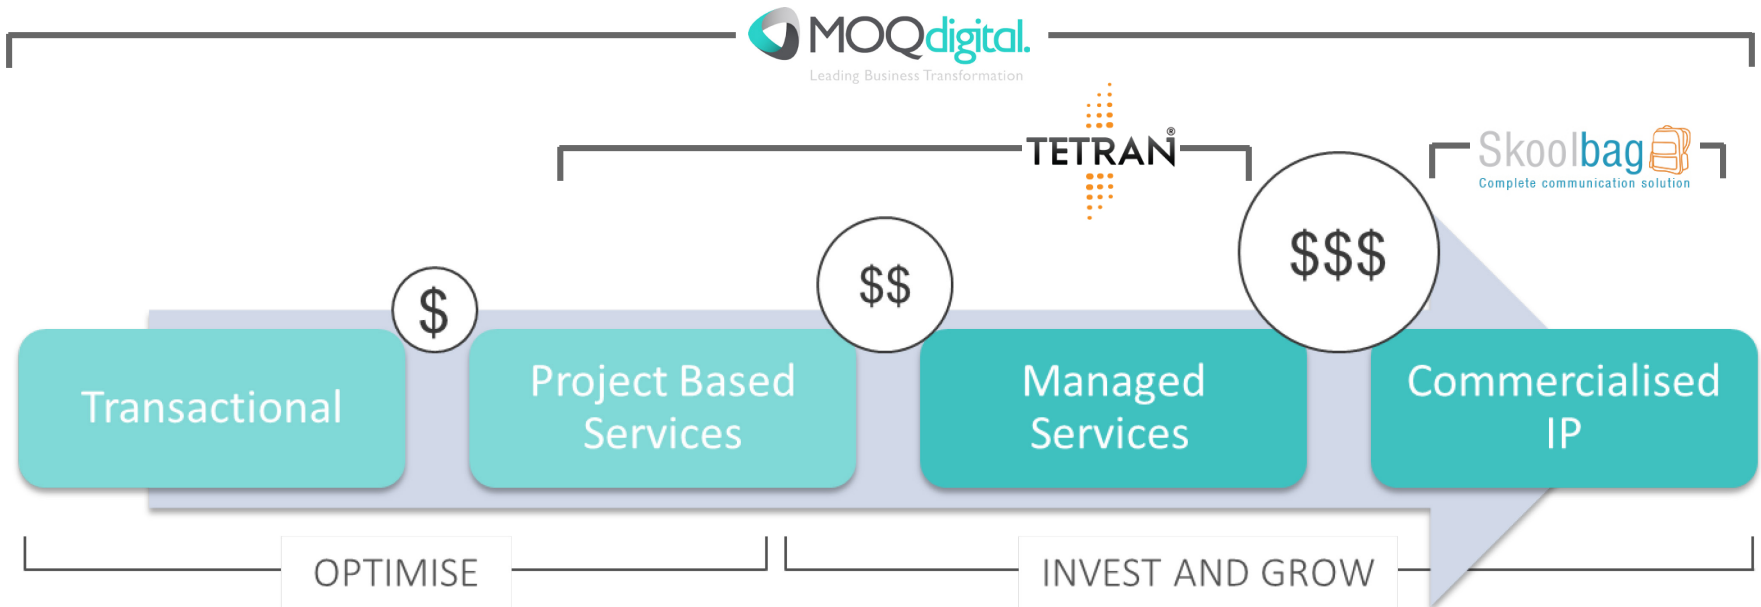 MOQdigital.
Leading Business Transformation
TETRAN®
Skoolbag
Complete communication solution
$
$$
$$$
Transactional
Project Based
Services
Managed
Services
Commercialised
IP
OPTIMISE
INVEST AND GROW